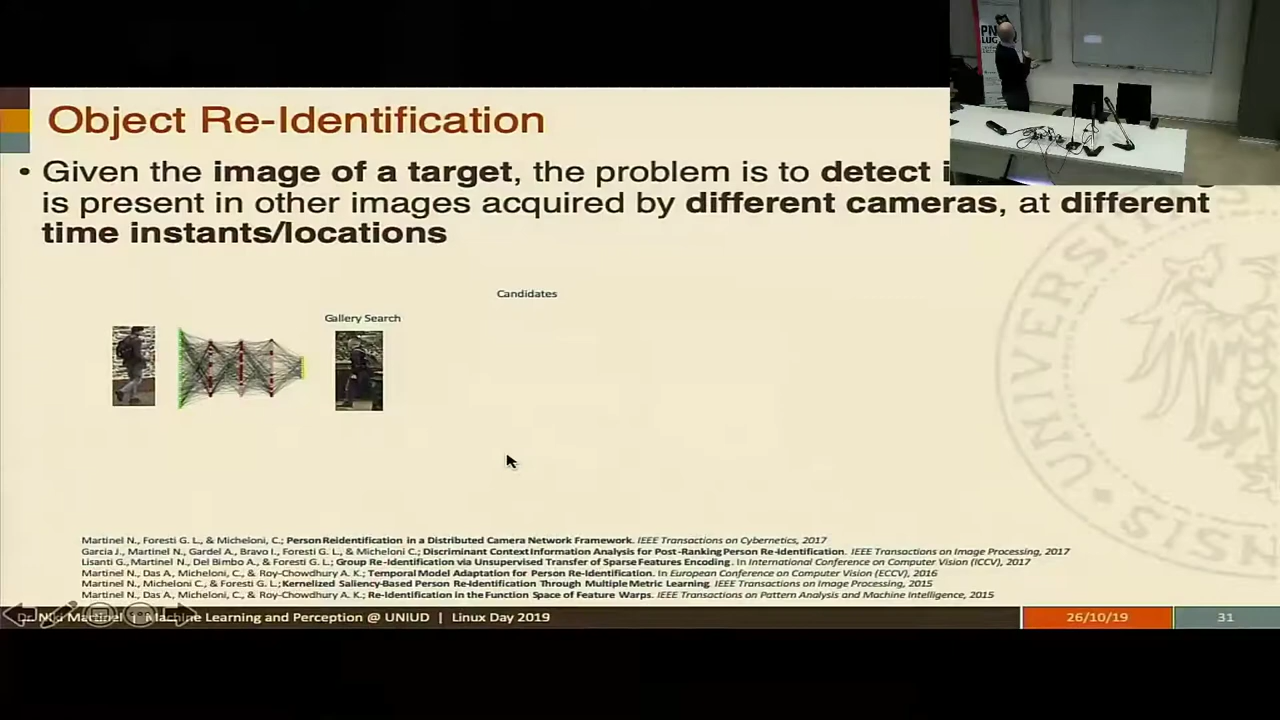 Object Re-Identification
• Given the image of a target, the problem is to detect
is present in other images acquired by different cameras, at different
time instants/locations
Candidates
Gallery Search
Martinel N., Foresti G. L., & Micheloni, C.; Person Reidentification in a Distributed Camera Network Framework. IEEE Transactions on Cybernetics, 2017
Garcia J., Martinel N., Gardel A., Bravo I., Foresti G. L., & Micheloni C.; Discriminant Context Information Analysis for Post-Ranking Person Re-Identification. IEEE Transactions on Image Processing, 2017
Lisanti G., Martinel N., Del Bimbo A., & Foresti G. L.; Group Re-Identification via Unsupervised Transfer of Sparse Features Encoding. In International Conference on Computer Vision (ICCV), 2017
Martinel N., Das A., Micheloni C., & Roy-Chowdhury A. K.; Temporal Model Adaptation for Person Re-Identification. In European Conference on Computer Vision (ECCV), 2016
Martinel N., Micheloni C., & Foresti G. L.; Kernelized Saliency-Based Person Re-Identification Through Multiple Metric Learning. IEEE Transactions on Image Processing, 2015
Martinel N., Das A., Micheloni C., & Roy-Chowdhury A. K.; Re-Identification in the Function Space of Feature Warps. IEEE Transactions on Pattern Analysis and Machine Intelligence, 2015
Dr. Niki Martinel | Machine Learning and Perception @ UNIUD | Linux Day 2019
26/10/19
31